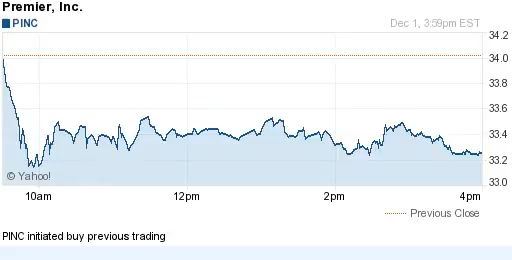 Premier, Inc.
PINC
Dec 1, 3:59pm EST
34.2
34.0
33.8
33.6
33.4
33.2
33.0
© Yahoo!
10am 12pm 2pm 4pm
Previous Close
PINC initiated buy previous trading